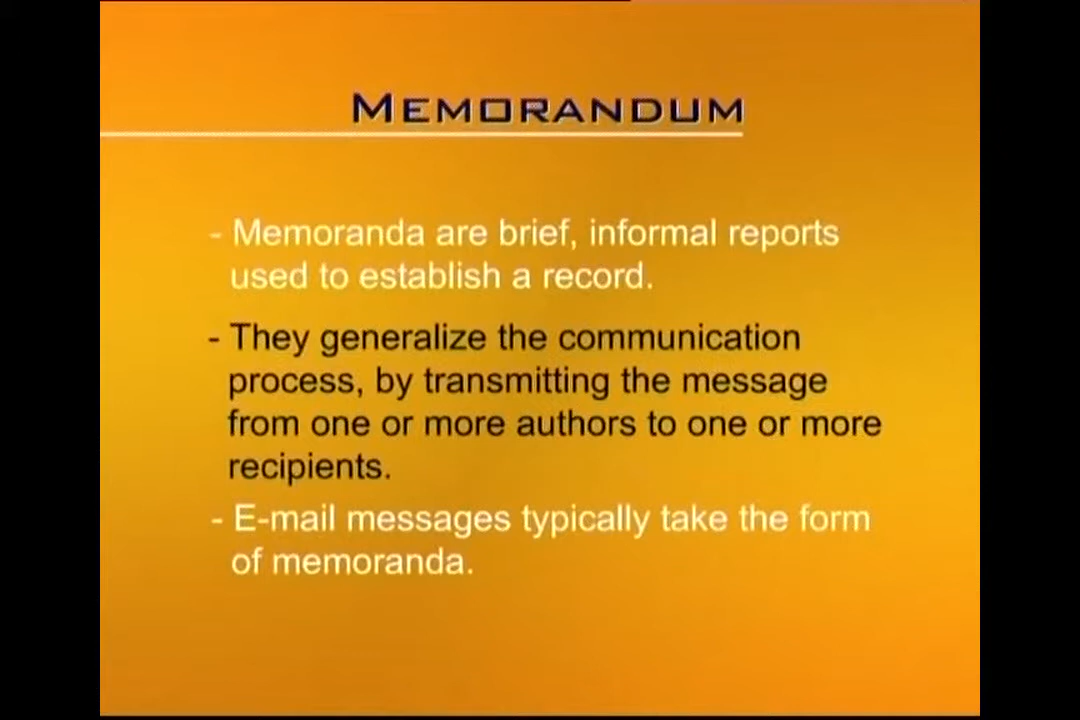 MEMORANDUM
- Memoranda are brief, informal reports
used to establish a record.
- They generalize the communication
process, by transmitting the message
from one or more authors to one or more
recipients.
- E-mail messages typically take the form
of memoranda.